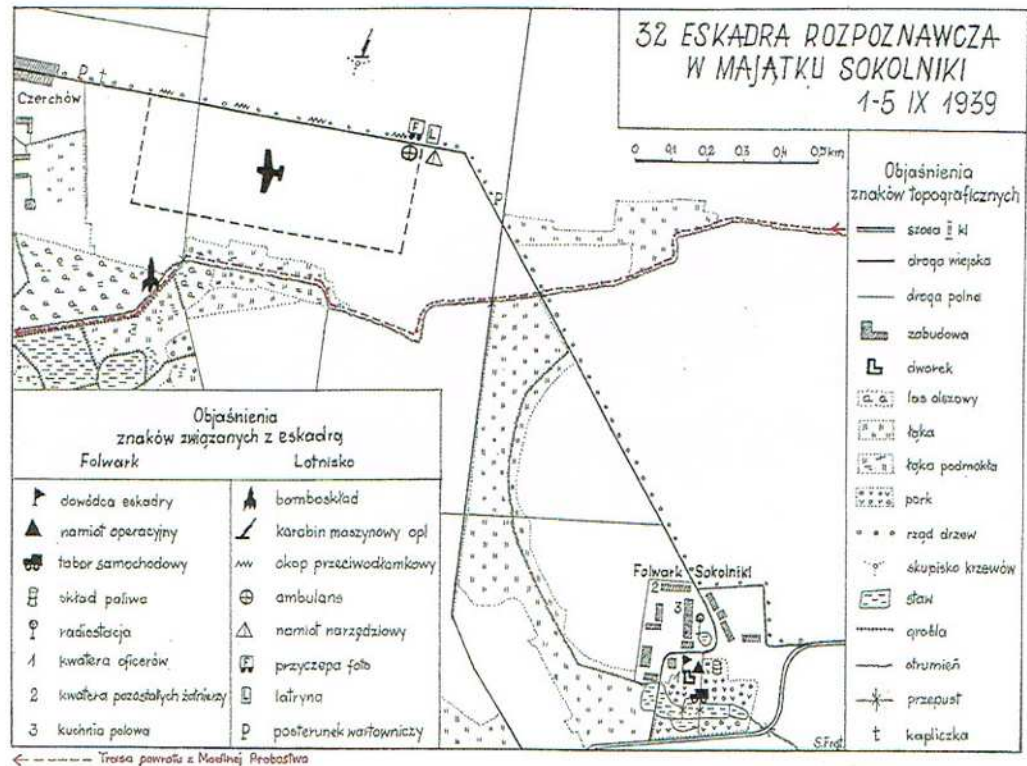 32 ESKADRA ROZPOZNAWCZA
W MAJĄTKU SOKOLNIKI
1-5 IX 1939
0 0,1 0,2 0,3 0,4 0,5km
Czerchów
P t
F L
P
Objaśnienia
znaków topograficznych
szosa II kl
droga wiejska
droga polna
zabudowa
dworek
las olszowy
łąka
łąka podmokła
park
rząd drzew
skupisko krzewów
staw
grobla
strumień
przepust
t kapliczka
Objaśnienia
znaków związanych z eskadrą
Folwark
dowódca eskadry
namiot operacyjny
tabor samochodowy
skład paliwa
radiostacja
1 kwatera oficerów
2 kwatera pozostałych żołnierzy
3 kuchnia polowa
Lotnisko
bomboskład
karabin maszynowy opl
okop przeciwodłamkowy
ambulans
namiot narzędziowy
F przyczepa foto
L latryna
P posterunek wartowniczy
Folwark Sokolniki
2
3
Trasa powrotu z Modlnej Probostwa